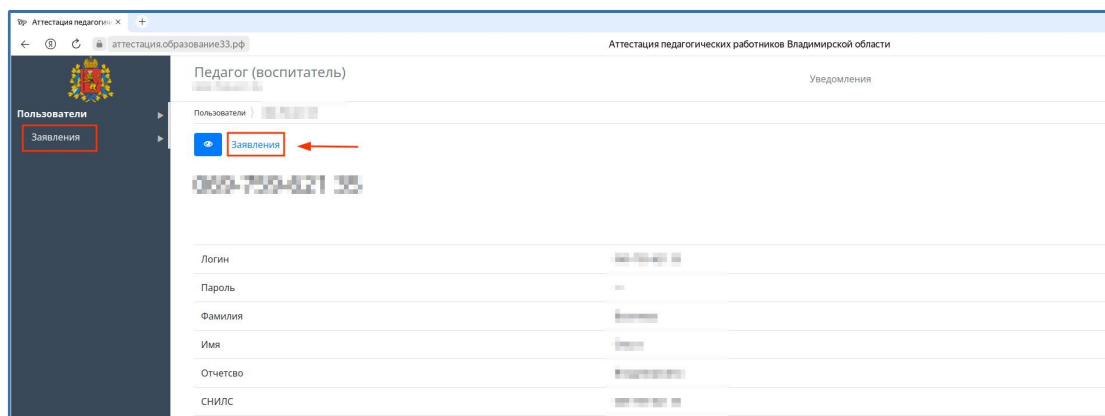 Аттестация педагогич
аттестация.образование33.рф
Аттестация педагогических работников Владимирской области
Педагог (воспитатель)
Уведомления
Пользователи
Пользователи
Заявления
Заявления
Логин
Пароль
Фамилия
Имя
Отчетсво
СНИЛС